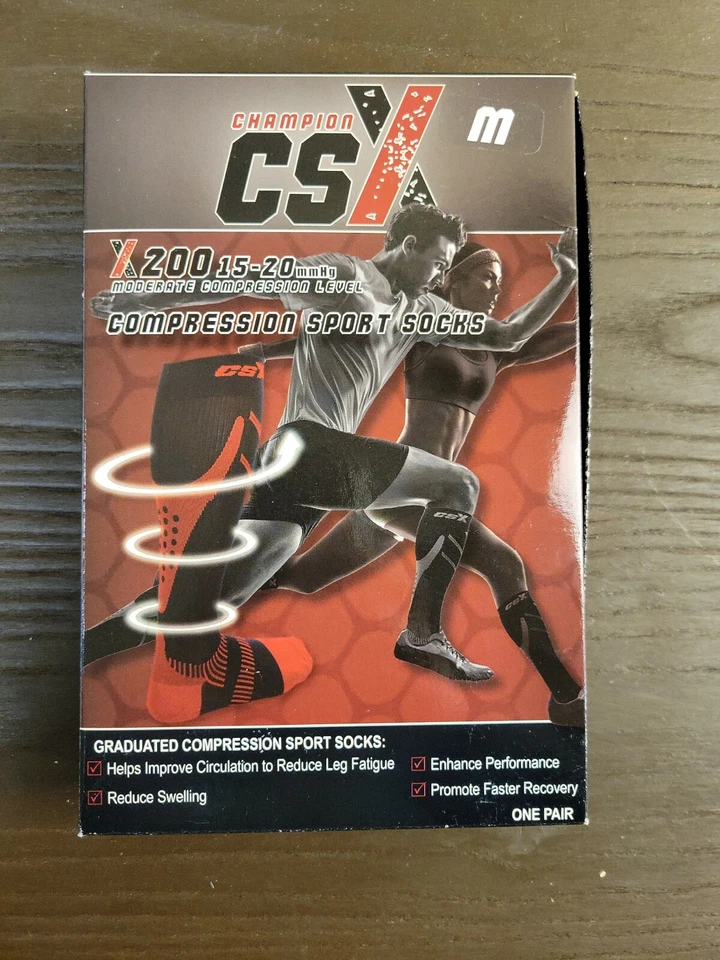 CHAMPION
CSX
M
X200 15-20mmHg
MODERATE COMPRESSION LEVEL
COMPRESSION SPORT SOCKS
CSX
CSX
CSX
GRADUATED COMPRESSION SPORT SOCKS:
Helps Improve Circulation to Reduce Leg Fatigue
Enhance Performance
Reduce Swelling
Promote Faster Recovery
ONE PAIR